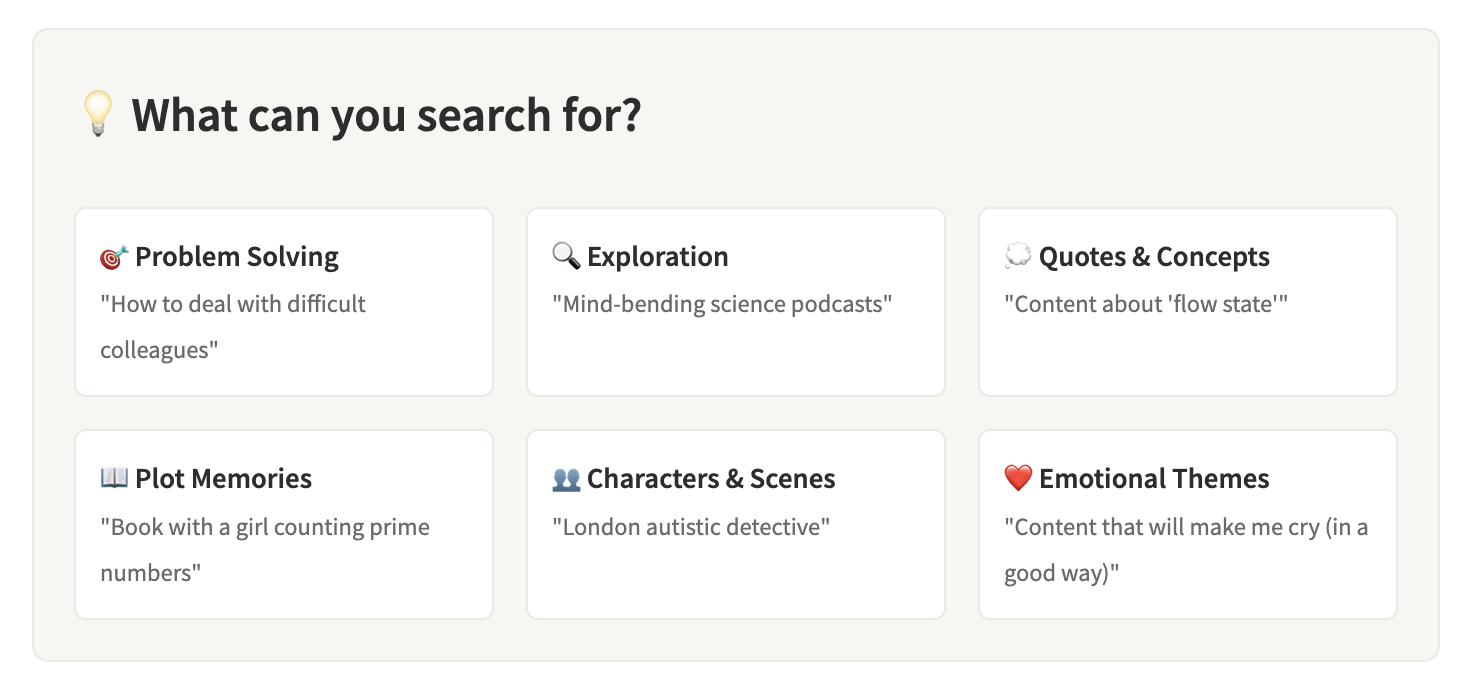 💡 What can you search for?
🎯 Problem Solving
"How to deal with difficult
colleagues"
🔍 Exploration
"Mind-bending science podcasts"
💭 Quotes & Concepts
"Content about 'flow state'"
📖 Plot Memories
"Book with a girl counting prime
numbers"
👥 Characters & Scenes
"London autistic detective"
❤️ Emotional Themes
"Content that will make me cry (in a
good way)"